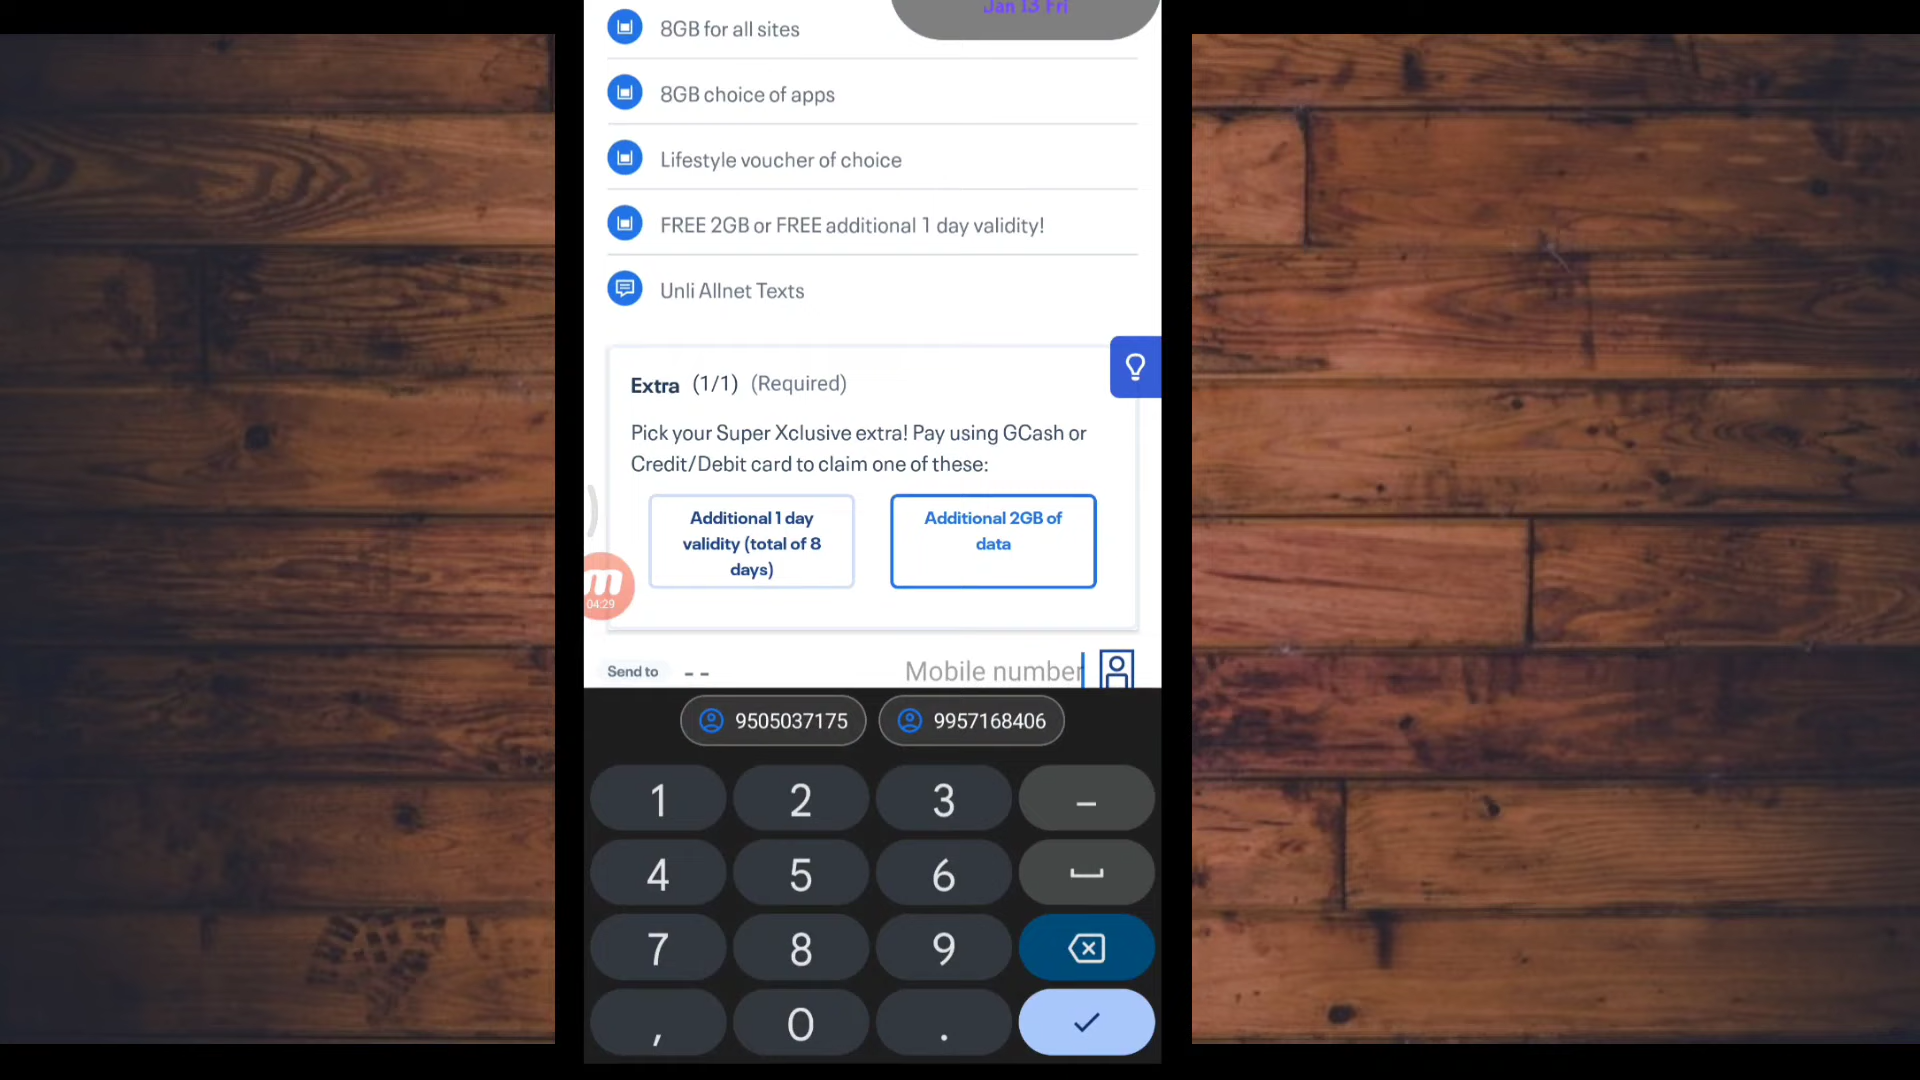 Jan 13 Fri
8GB for all sites
8GB choice of apps
Lifestyle voucher of choice
FREE 2GB or FREE additional 1 day validity!
Unli Allnet Texts
Extra (1/1) (Required)
Pick your Super Xclusive extra! Pay using GCash or
Credit/Debit card to claim one of these:
Additional 1 day
validity (total of 8
days)
Additional 2GB of
data
m
04:29
Send to -- Mobile number
9505037175 9957168406
1 2 3 –
4 5 6
7 8 9
, 0 .